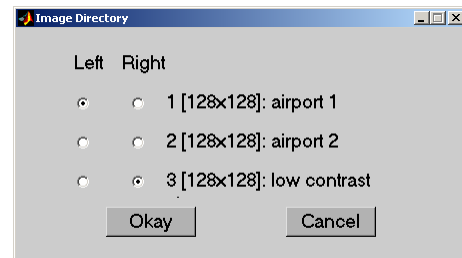 Image Directory
Left Right
1 [128x128]: airport 1
2 [128x128]: airport 2
3 [128x128]: low contrast
Okay Cancel